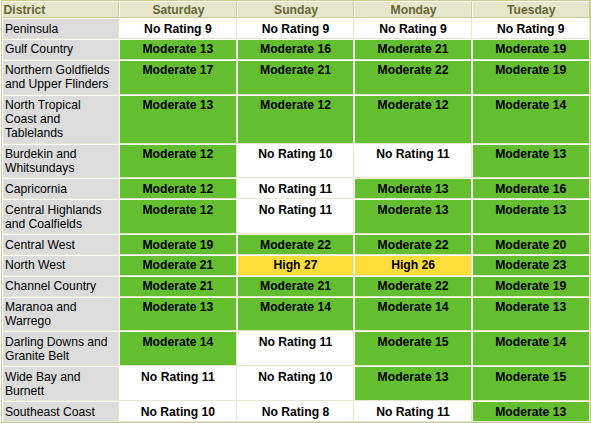 District Saturday Sunday Monday Tuesday
Peninsula No Rating 9 No Rating 9 No Rating 9 No Rating 9
Gulf Country Moderate 13 Moderate 16 Moderate 21 Moderate 19
Northern Goldfields Moderate 17 Moderate 21 Moderate 22 Moderate 19
and Upper Flinders
North Tropical Moderate 13 Moderate 12 Moderate 12 Moderate 14
Coast and
Tablelands
Burdekin and Moderate 12 No Rating 10 No Rating 11 Moderate 13
Whitsundays
Capricornia Moderate 12 No Rating 11 Moderate 13 Moderate 16
Central Highlands Moderate 12 No Rating 11 Moderate 13 Moderate 13
and Coalfields
Central West Moderate 19 Moderate 22 Moderate 22 Moderate 20
North West Moderate 21 High 27 High 26 Moderate 23
Channel Country Moderate 21 Moderate 21 Moderate 22 Moderate 19
Maranoa and Moderate 13 Moderate 14 Moderate 14 Moderate 13
Warrego
Darling Downs and Moderate 14 No Rating 11 Moderate 15 Moderate 14
Granite Belt
Wide Bay and No Rating 11 No Rating 10 Moderate 13 Moderate 15
Burnett
Southeast Coast No Rating 10 No Rating 8 No Rating 11 Moderate 13